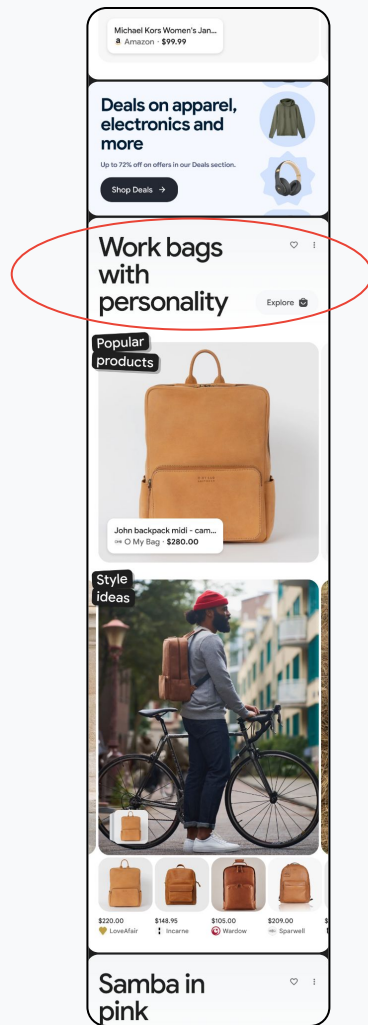 Michael Kors Women's Jan...
Amazon · $99.99
Deals on apparel,
electronics and
more
Up to 72% off on offers in our Deals section.
Shop Deals →
Work bags
with
personality
Explore
Popular
products
John backpack midi - cam...
O My Bag · $280.00
Style
ideas
$220.00 $148.95 $105.00 $209.00
LoveAfair Incarne Wardow Sparwell
Samba in
pink